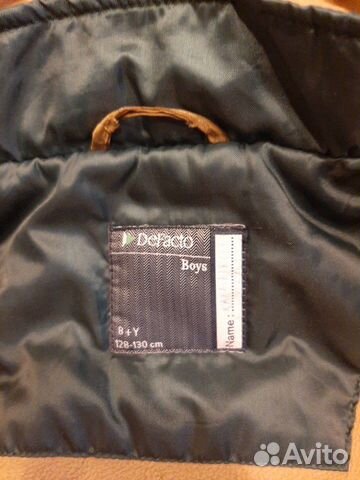 DeFacto
Boys
8+Y
128-130 cm
Name :
Avito